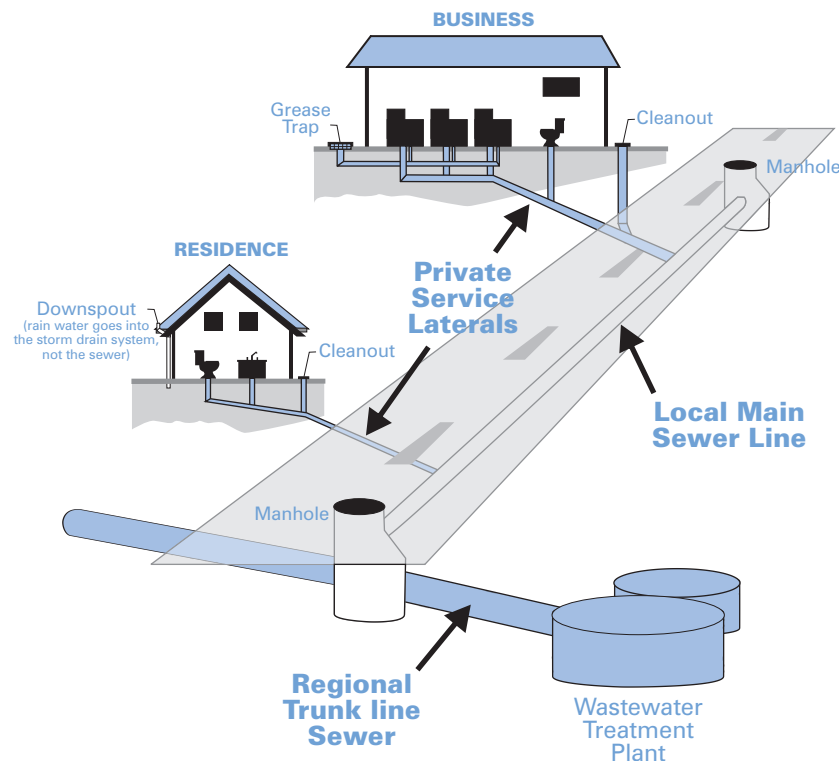 BUSINESS
Grease
Trap
Cleanout
Manhole
RESIDENCE
Private
Service
Laterals
Downspout
(rain water goes into
the storm drain system,
not the sewer)
Cleanout
Local Main
Sewer Line
Manhole
Regional
Trunk line
Sewer
Wastewater
Treatment
Plant